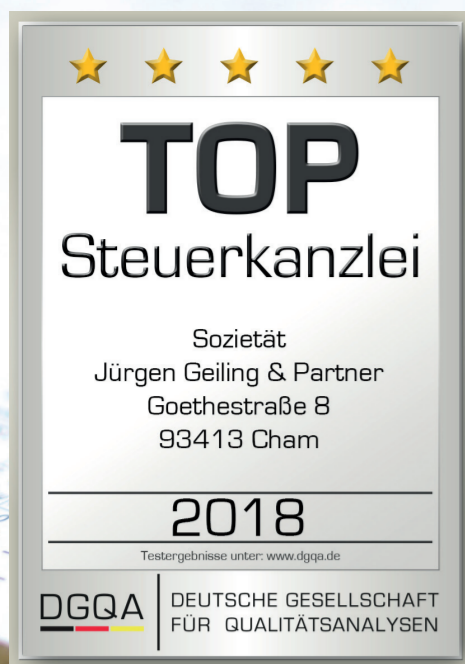 TOP
Steuerkanzlei
Sozietät
Jürgen Geiling & Partner
Goethestraße 8
93413 Cham
2018
Testergebnisse unter: www.dgqa.de
DGQA
DEUTSCHE GESELLSCHAFT
FÜR QUALITÄTSANALYSEN